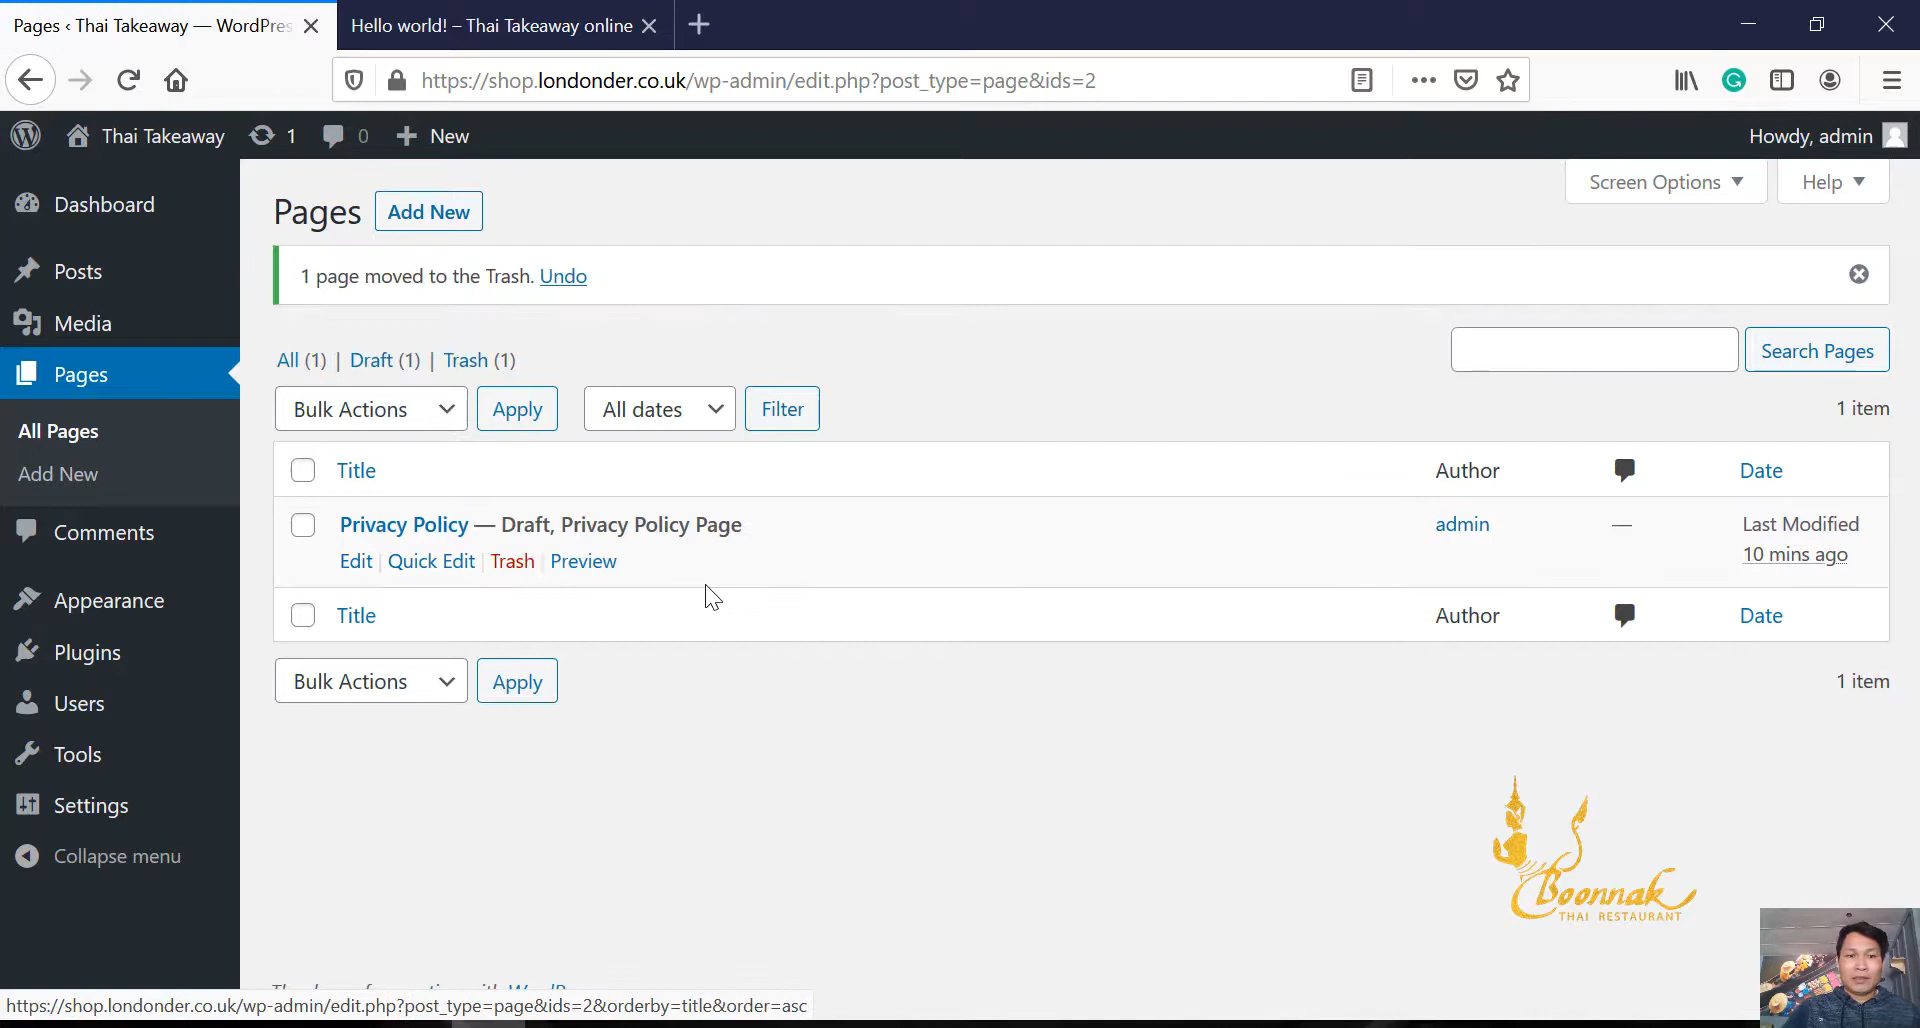 Pages ‹ Thai Takeaway — WordPres
Hello world! – Thai Takeaway online
https://shop.londonder.co.uk/wp-admin/edit.php?post_type=page&ids=2
Thai Takeaway
1
0
New
Howdy, admin
Dashboard
Posts
Media
Pages
All Pages
Add New
Comments
Appearance
Plugins
Users
Tools
Settings
Collapse menu
Screen Options
Help
Pages
Add New
1 page moved to the Trash. Undo
All (1) | Draft (1) | Trash (1)
Search Pages
Bulk Actions
Apply
All dates
Filter
1 item
Title
Author
Date
Privacy Policy — Draft, Privacy Policy Page
Edit | Quick Edit | Trash | Preview
admin
—
Last Modified
10 mins ago
Title
Author
Date
Bulk Actions
Apply
1 item
Boonnak
THAI RESTAURANT
https://shop.londonder.co.uk/wp-admin/edit.php?post_type=page&ids=2&orderby=title&order=asc